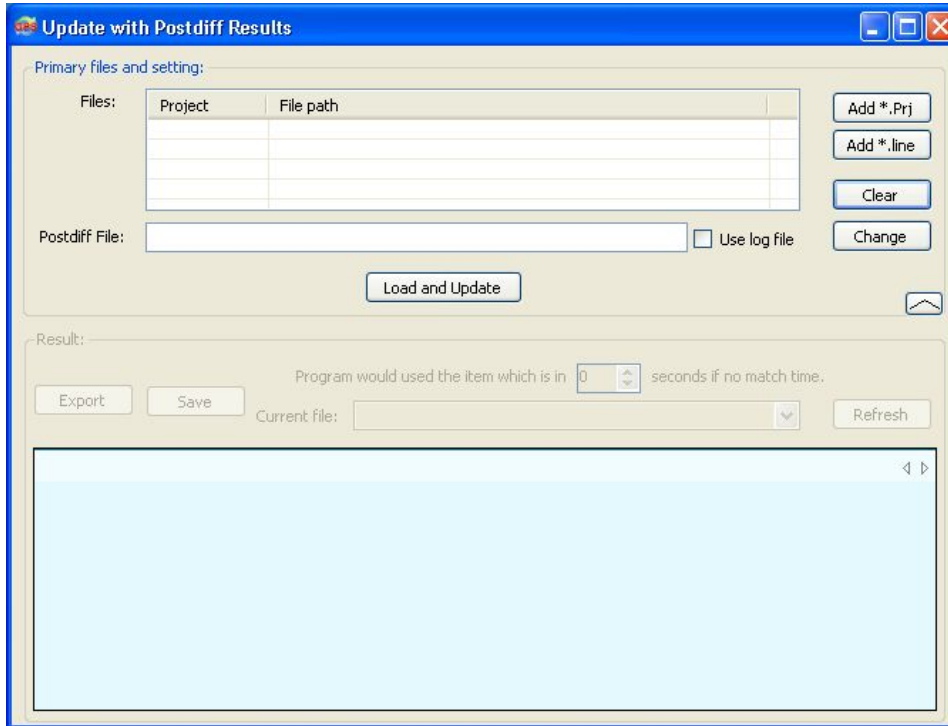 Update with Postdiff Results
Primary files and setting:
Files:
Project File path
Add *.Prj
Add *.line
Clear
Postdiff File:
Use log file
Change
Load and Update
Result:
Program would used the item which is in 0 seconds if no match time.
Export
Save
Current file:
Refresh